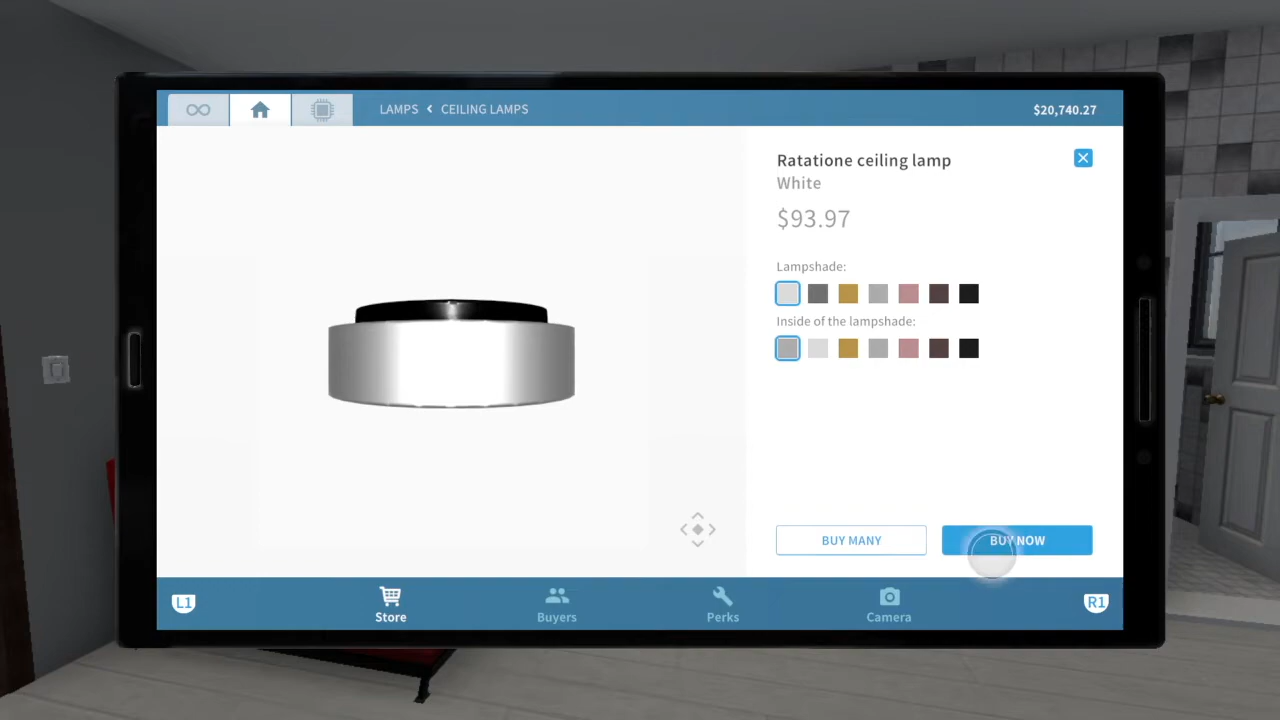 LAMPS < CEILING LAMPS
$20,740.27
Ratatione ceiling lamp
White
$93.97
Lampshade:
Inside of the lampshade:
BUY MANY
BUY NOW
L1
Store
Buyers
Perks
Camera
R1